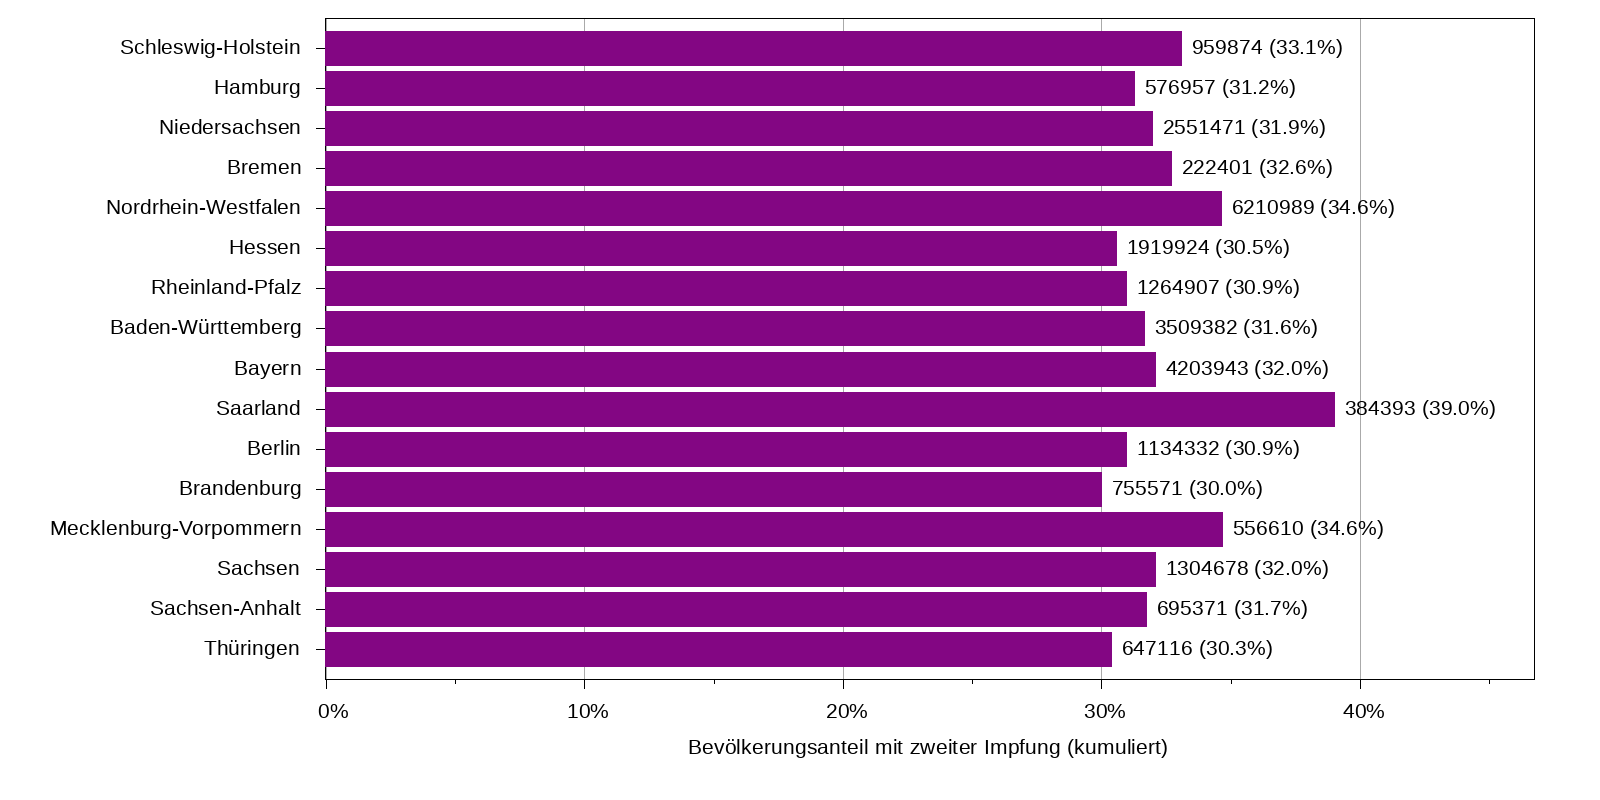 Schleswig-Holstein 959874 (33.1%)
Hamburg 576957 (31.2%)
Niedersachsen 2551471 (31.9%)
Bremen 222401 (32.6%)
Nordrhein-Westfalen 6210989 (34.6%)
Hessen 1919924 (30.5%)
Rheinland-Pfalz 1264907 (30.9%)
Baden-Württemberg 3509382 (31.6%)
Bayern 4203943 (32.0%)
Saarland 384393 (39.0%)
Berlin 1134332 (30.9%)
Brandenburg 755571 (30.0%)
Mecklenburg-Vorpommern 556610 (34.6%)
Sachsen 1304678 (32.0%)
Sachsen-Anhalt 695371 (31.7%)
Thüringen 647116 (30.3%)
0% 10% 20% 30% 40%
Bevölkerungsanteil mit zweiter Impfung (kumuliert)